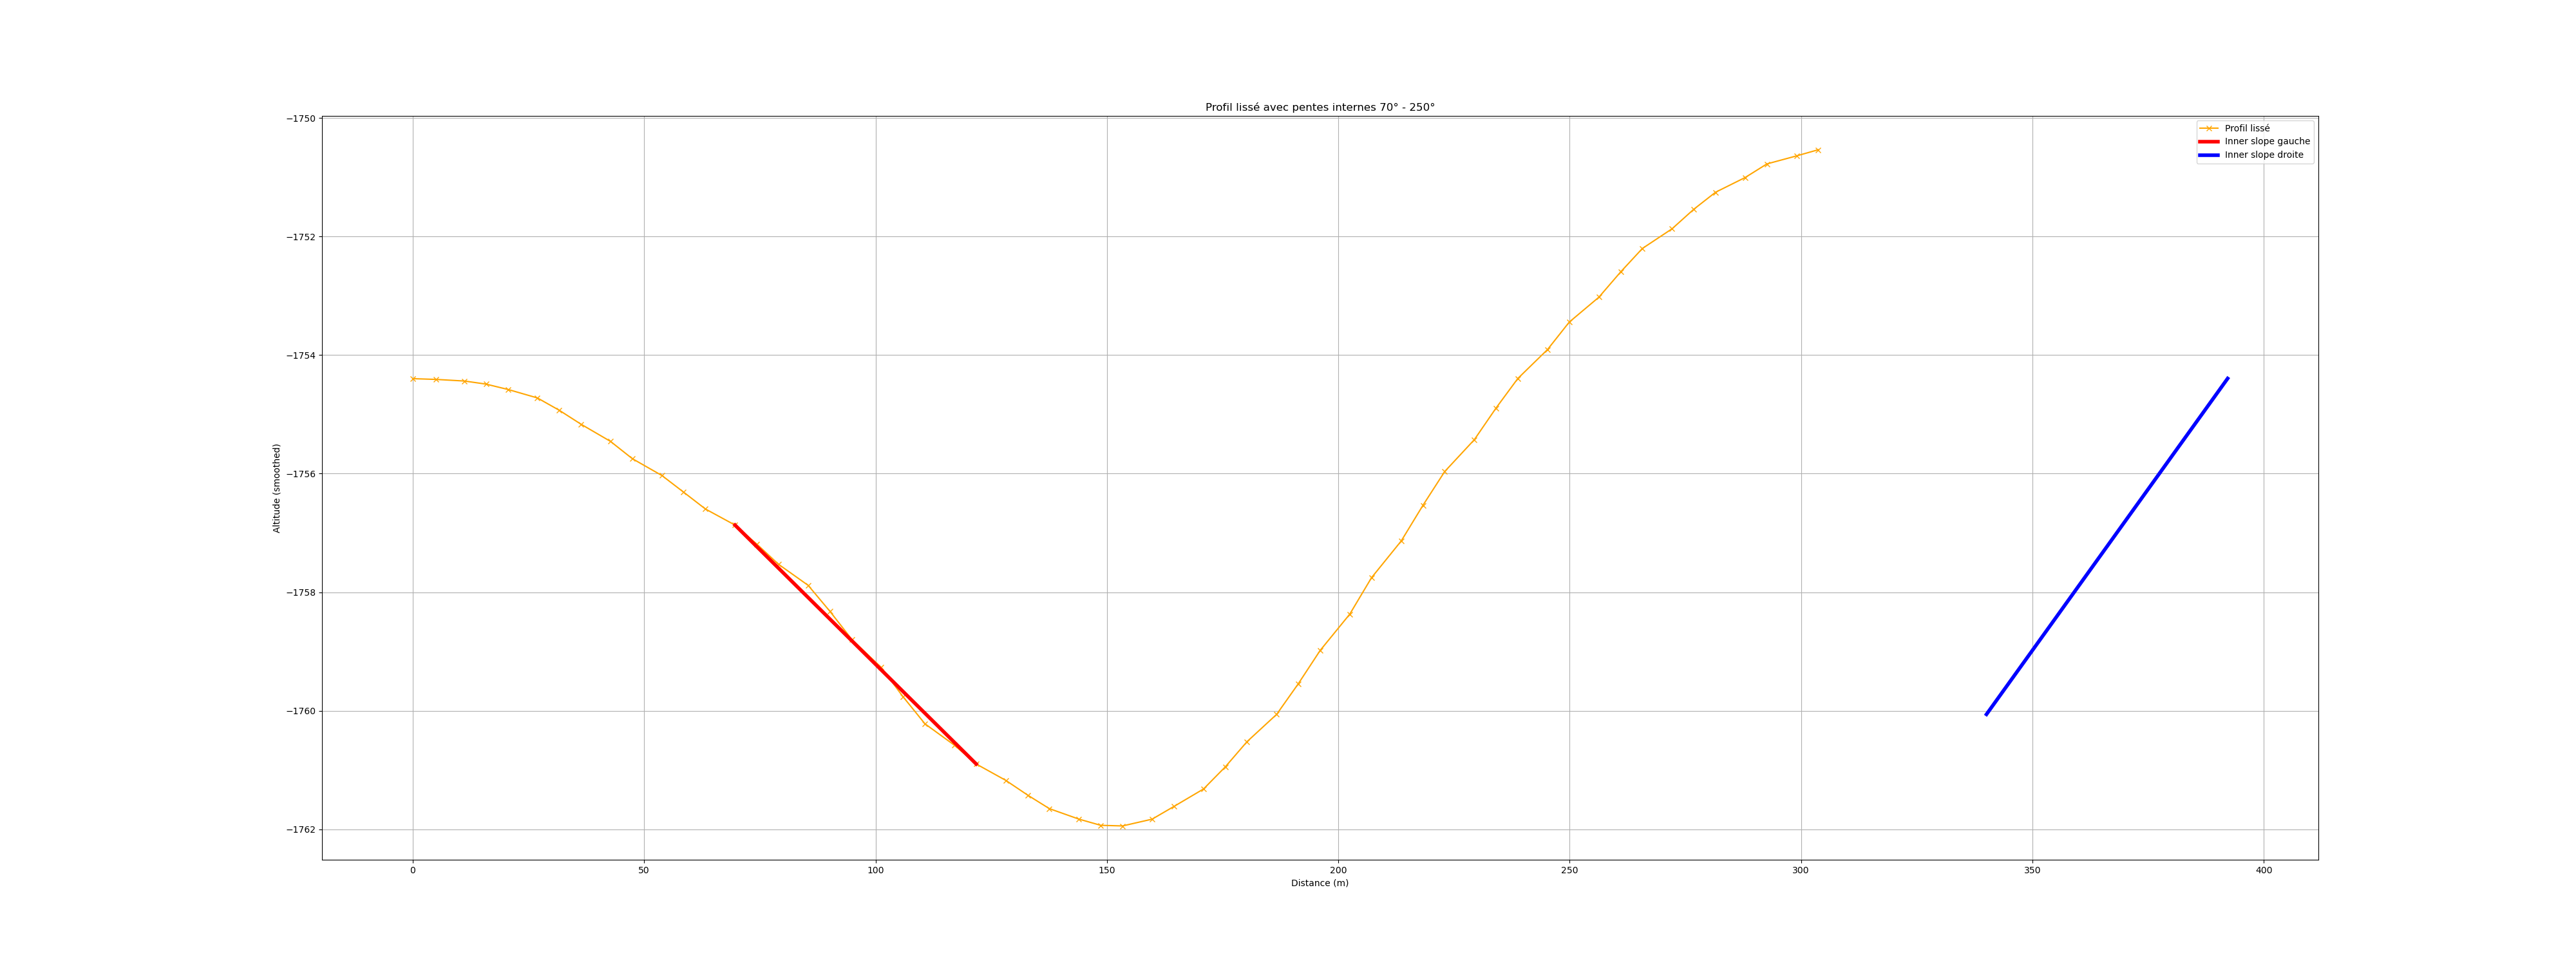 Profil lissé avec pentes internes 70° - 250°
Profil lissé
Inner slope gauche
Inner slope droite
Altitude (smoothed)
−1750
−1752
−1754
−1756
−1758
−1760
−1762
0
50
100
150
200
250
300
350
400
Distance (m)